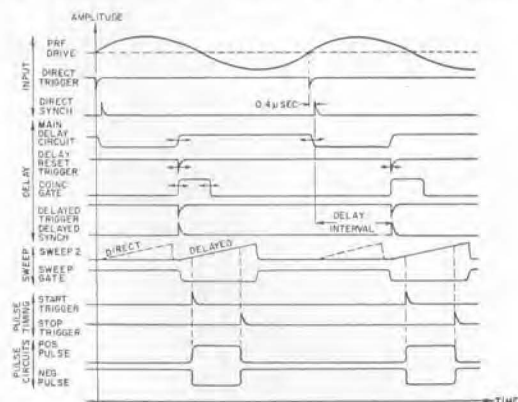 AMPLITUDE
INPUT
PRF
DRIVE
DIRECT
TRIGGER
DIRECT
SYNCH
0.4 μ SEC
DELAY
MAIN
DELAY
CIRCUIT
DELAY
RESET
TRIGGER
COINC
GATE
DELAYED
TRIGGER
DELAYED
SYNCH
DELAY
INTERVAL
SWEEP
SWEEP 2
DIRECT
DELAYED
SWEEP
GATE
PULSE
TIMING
START
TRIGGER
STOP
TRIGGER
PULSE
CIRCUITS
POS
PULSE
NEG
PULSE
TIME